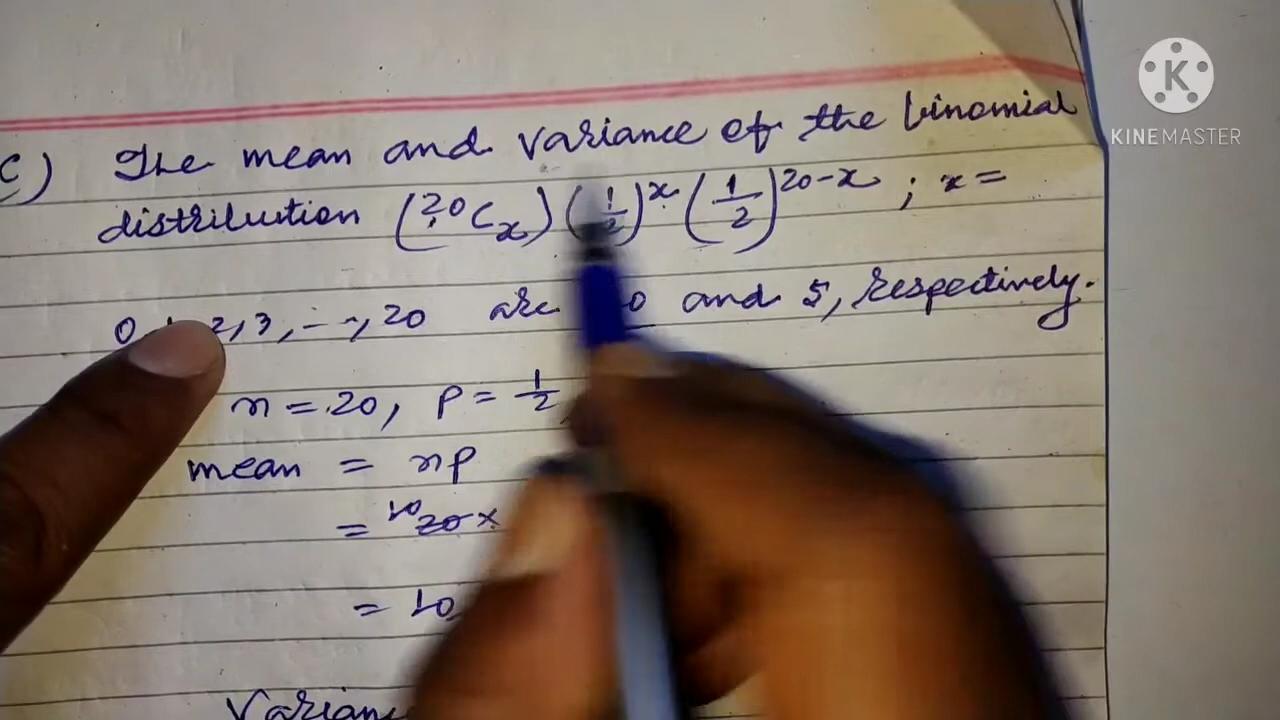 C) The mean and variance of the binomial
distribution (²⁰Cₓ) (1/2)ˣ (1/2)²⁰⁻ˣ ; x =
0, 2, 3, - -, 20 are and 5, respectively.
n = 20, P = 1/2
mean = np
= 10 20 ×
= 10
K
KINEMASTER